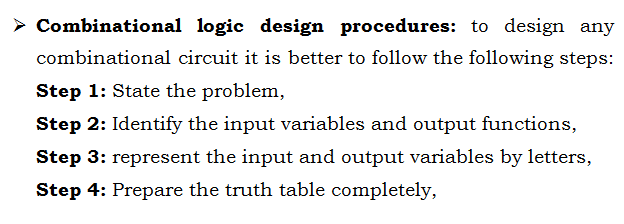 ➢ Combinational logic design procedures: to design any
combinational circuit it is better to follow the following steps:
Step 1: State the problem,
Step 2: Identify the input variables and output functions,
Step 3: represent the input and output variables by letters,
Step 4: Prepare the truth table completely,